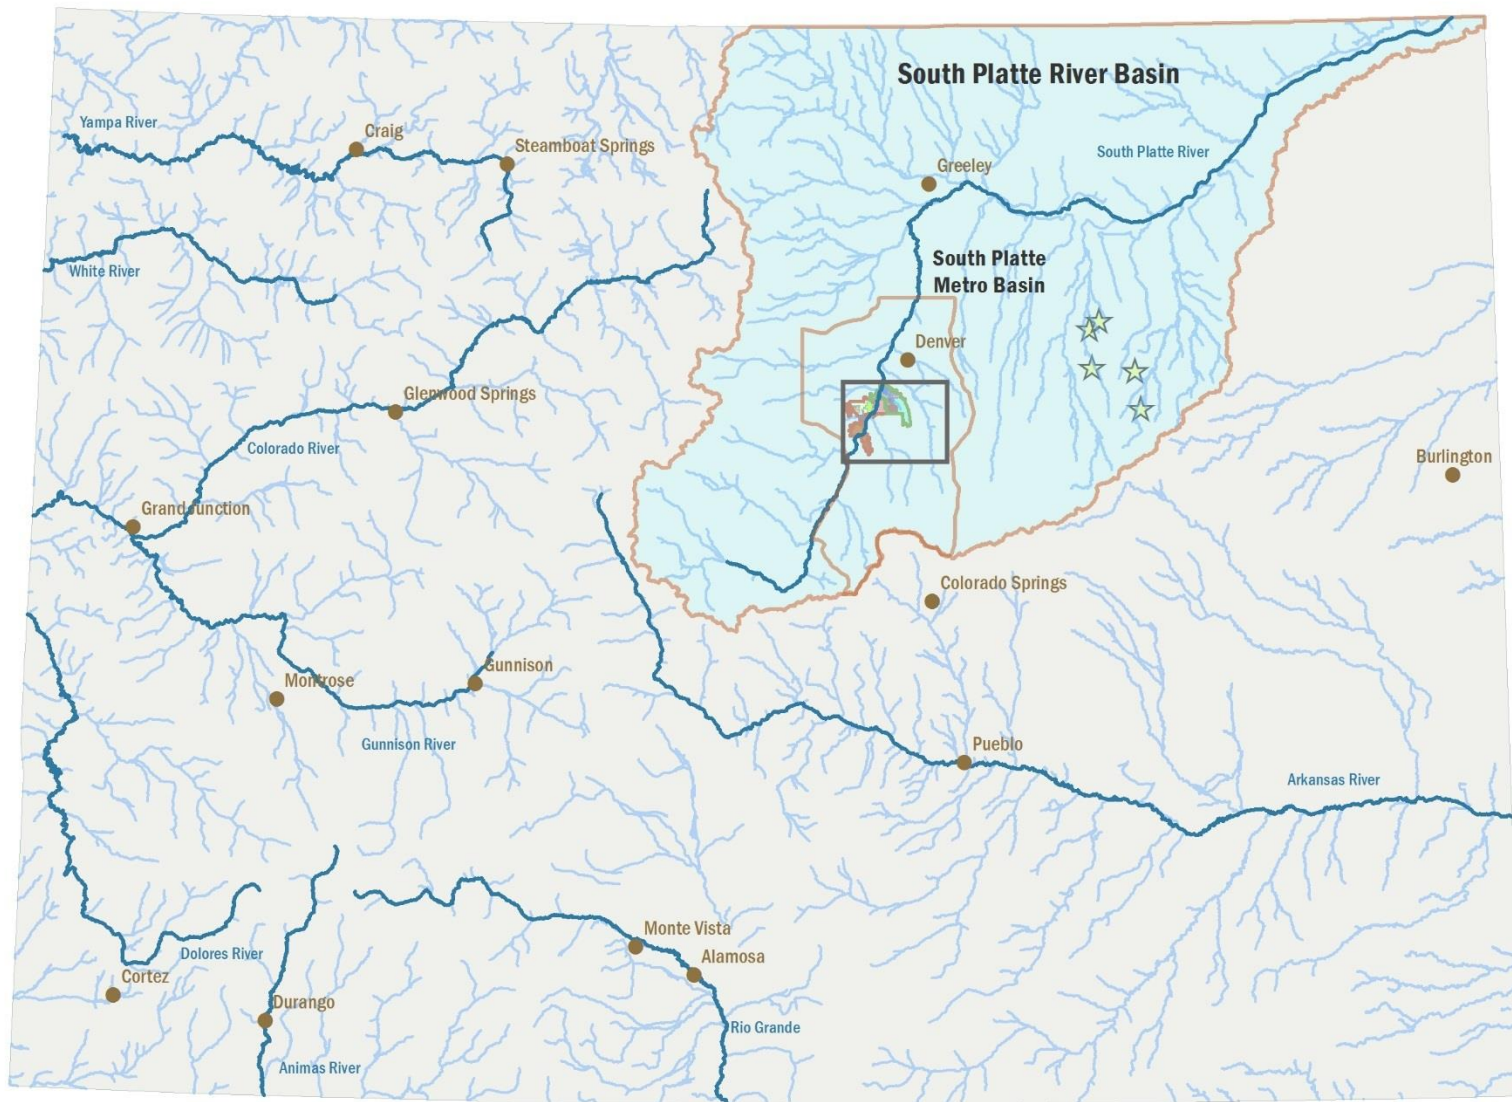 South Platte River Basin
Yampa River
Craig
Steamboat Springs
South Platte River
Greeley
White River
South Platte
Metro Basin
Denver
Glenwood Springs
Colorado River
Burlington
Grand Junction
Colorado Springs
Gunnison
Montrose
Gunnison River
Pueblo
Arkansas River
Monte Vista
Dolores River
Alamosa
Cortez
Durango
Rio Grande
Animas River